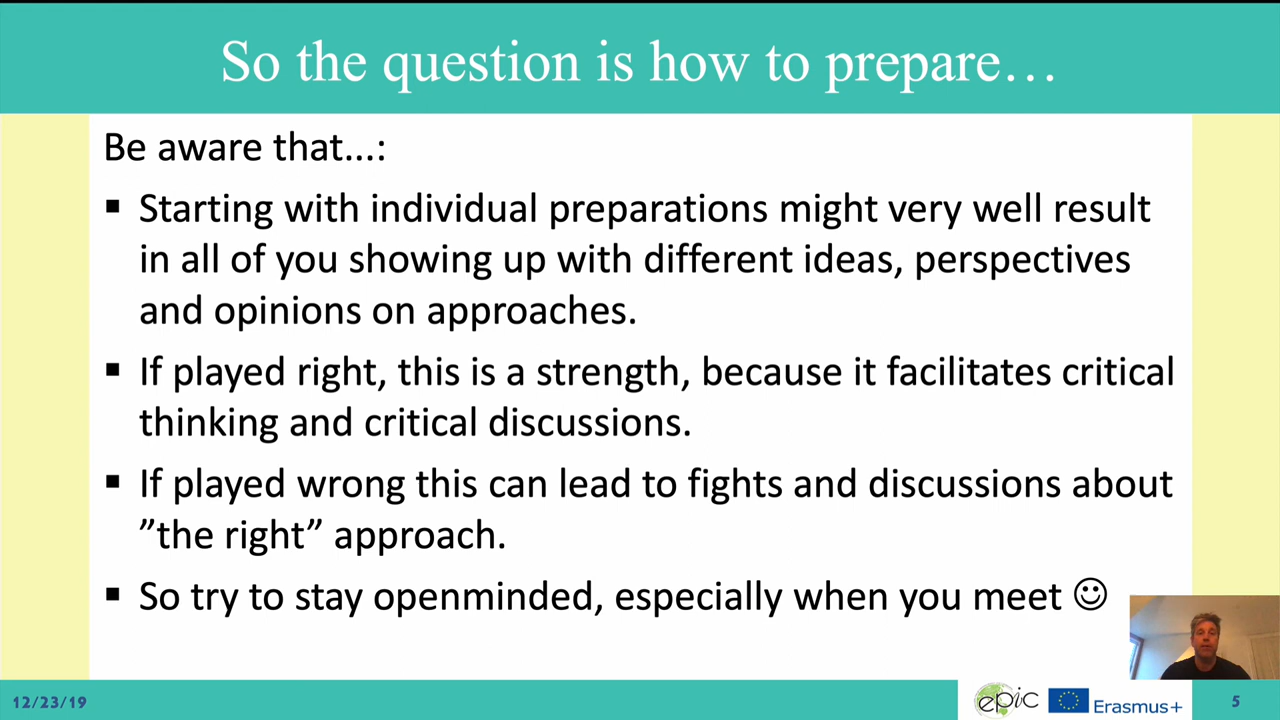 So the question is how to prepare…
Be aware that...:
▪ Starting with individual preparations might very well result
in all of you showing up with different ideas, perspectives
and opinions on approaches.
▪ If played right, this is a strength, because it facilitates critical
thinking and critical discussions.
▪ If played wrong this can lead to fights and discussions about
”the right” approach.
▪ So try to stay openminded, especially when you meet ☺
12/23/19
epic
Erasmus+
5